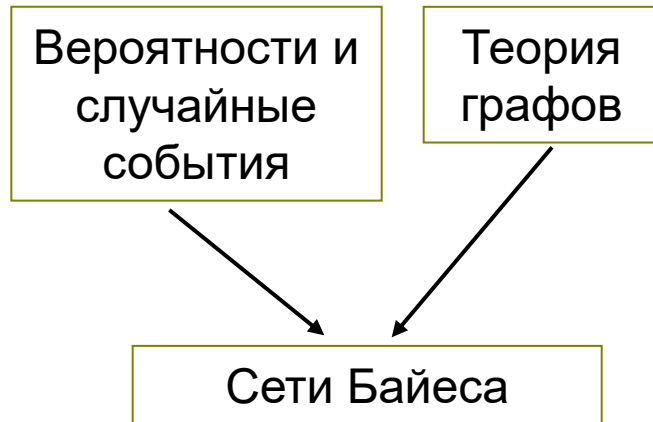 Вероятности и
случайные
события
Теория
графов
Сети Байеса